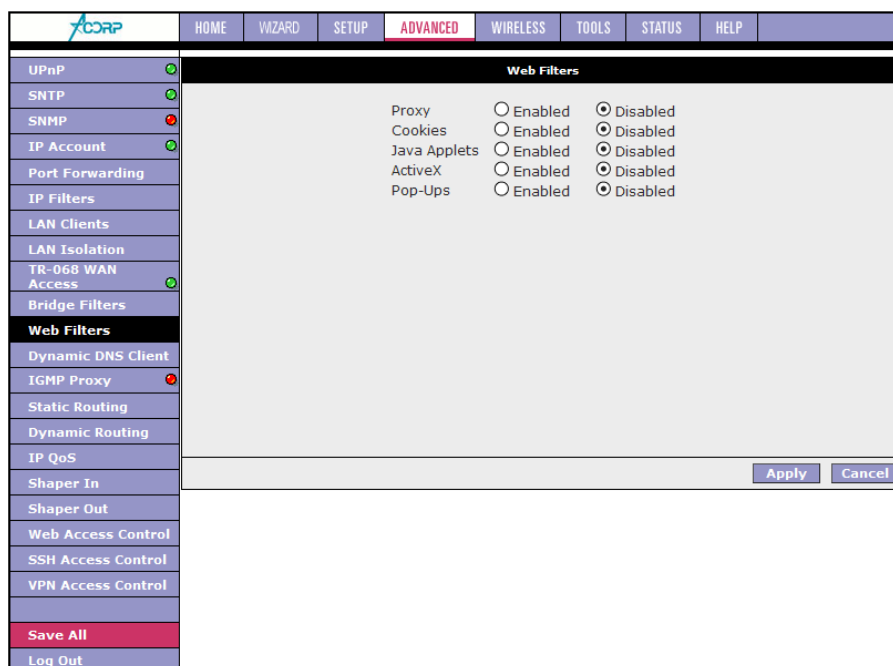 ACORP
HOME WIZARD SETUP ADVANCED WIRELESS TOOLS STATUS HELP
UPnP
SNTP
SNMP
IP Account
Port Forwarding
IP Filters
LAN Clients
LAN Isolation
TR-068 WAN
Access
Bridge Filters
Web Filters
Dynamic DNS Client
IGMP Proxy
Static Routing
Dynamic Routing
IP QoS
Shaper In
Shaper Out
Web Access Control
SSH Access Control
VPN Access Control
Save All
Log Out
Web Filters
Proxy Enabled Disabled
Cookies Enabled Disabled
Java Applets Enabled Disabled
ActiveX Enabled Disabled
Pop-Ups Enabled Disabled
Apply Cancel